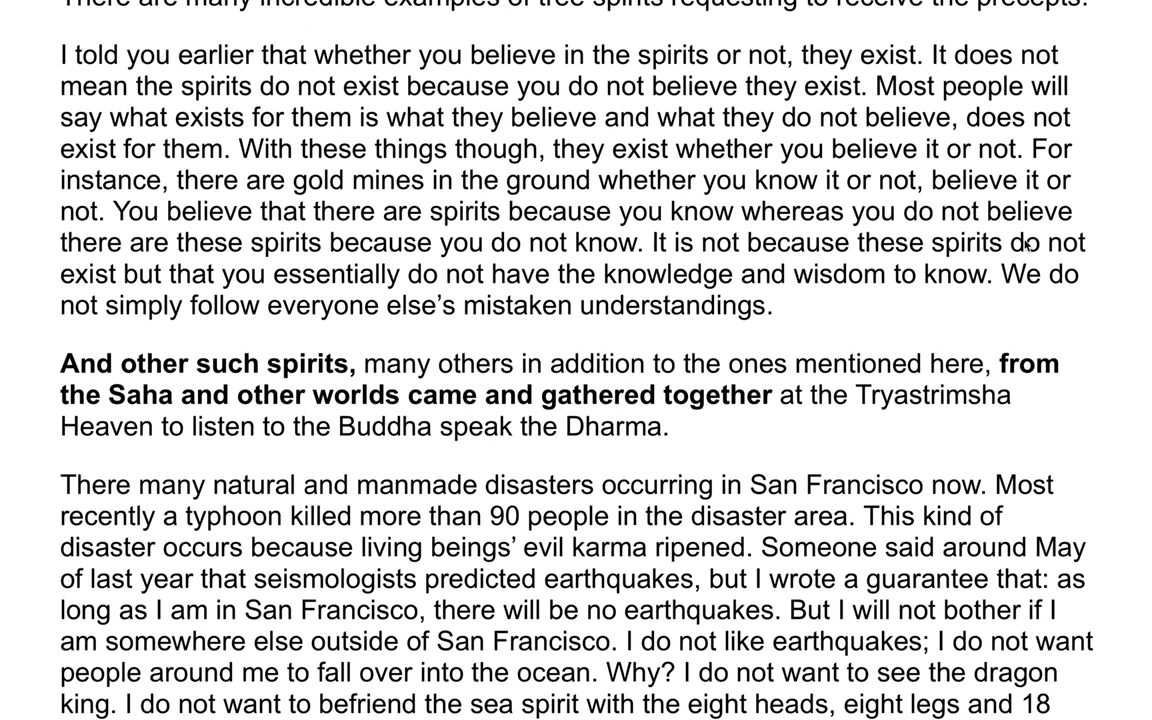 There are many incredible examples of tree spirits requesting to receive the precepts.
I told you earlier that whether you believe in the spirits or not, they exist. It does not
mean the spirits do not exist because you do not believe they exist. Most people will
say what exists for them is what they believe and what they do not believe, does not
exist for them. With these things though, they exist whether you believe it or not. For
instance, there are gold mines in the ground whether you know it or not, believe it or
not. You believe that there are spirits because you know whereas you do not believe
there are these spirits because you do not know. It is not because these spirits do not
exist but that you essentially do not have the knowledge and wisdom to know. We do
not simply follow everyone else’s mistaken understandings.
And other such spirits, many others in addition to the ones mentioned here, from
the Saha and other worlds came and gathered together at the Tryastrimsha
Heaven to listen to the Buddha speak the Dharma.
There many natural and manmade disasters occurring in San Francisco now. Most
recently a typhoon killed more than 90 people in the disaster area. This kind of
disaster occurs because living beings’ evil karma ripened. Someone said around May
of last year that seismologists predicted earthquakes, but I wrote a guarantee that: as
long as I am in San Francisco, there will be no earthquakes. But I will not bother if I
am somewhere else outside of San Francisco. I do not like earthquakes; I do not want
people around me to fall over into the ocean. Why? I do not want to see the dragon
king. I do not want to befriend the sea spirit with the eight heads, eight legs and 18